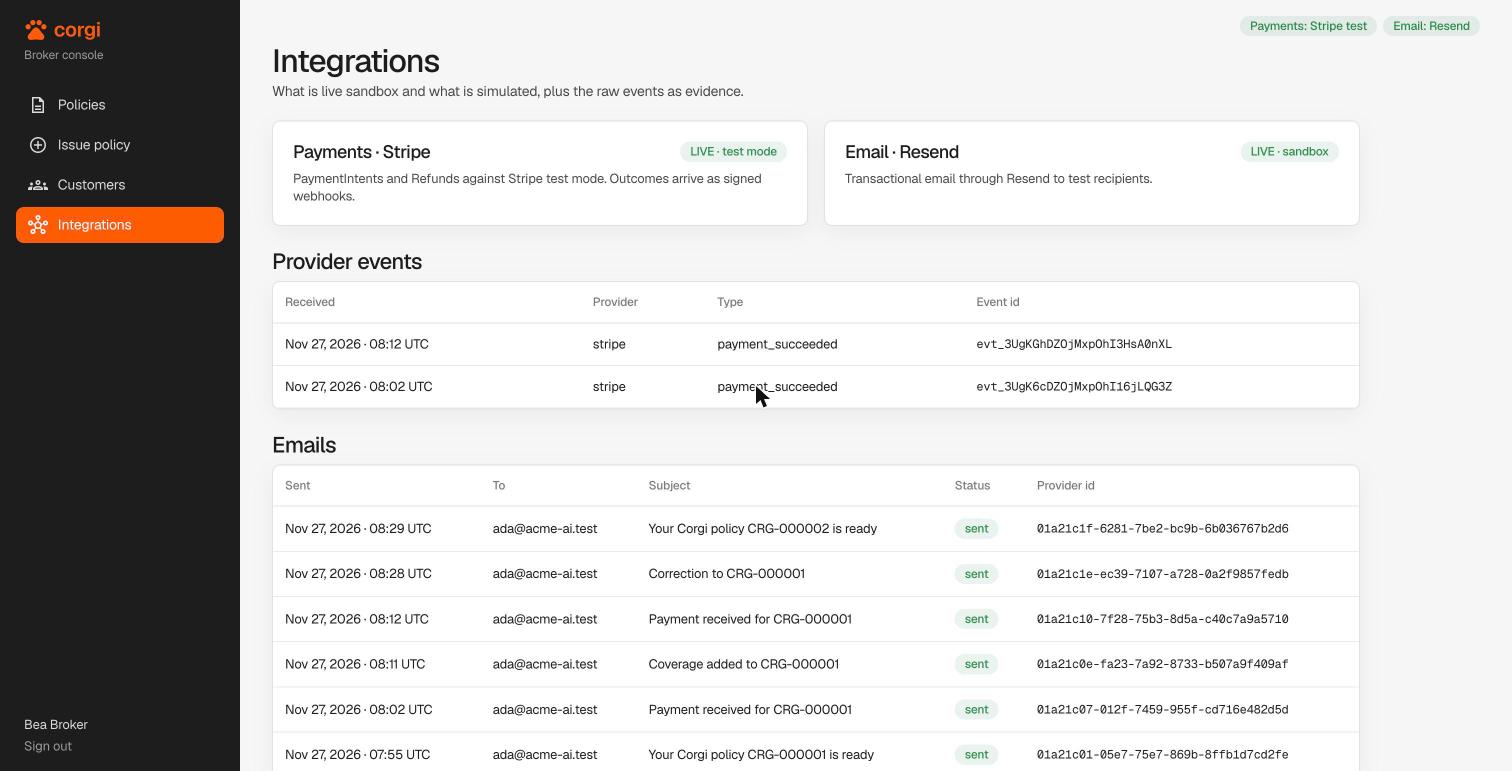 corgi
Broker console
Policies
Issue policy
Customers
Integrations
Bea Broker
Sign out
Payments: Stripe test
Email: Resend
Integrations
What is live sandbox and what is simulated, plus the raw events as evidence.
Payments · Stripe
LIVE · test mode
PaymentIntents and Refunds against Stripe test mode. Outcomes arrive as signed
webhooks.
Email · Resend
LIVE · sandbox
Transactional email through Resend to test recipients.
Provider events
Received Provider Type Event id
Nov 27, 2026 · 08:12 UTC stripe payment_succeeded evt_3UgKGhDZOjMxpOhI3HsA0nXL
Nov 27, 2026 · 08:02 UTC stripe payment_succeeded evt_3UgK6cDZOjMxpOhI16jLQG3Z
Emails
Sent To Subject Status Provider id
Nov 27, 2026 · 08:29 UTC ada@acme-ai.test Your Corgi policy CRG-000002 is ready sent 01a21c1f-6281-7be2-bc9b-6b036767b2d6
Nov 27, 2026 · 08:28 UTC ada@acme-ai.test Correction to CRG-000001 sent 01a21c1e-ec39-7107-a728-0a2f9857fedb
Nov 27, 2026 · 08:12 UTC ada@acme-ai.test Payment received for CRG-000001 sent 01a21c10-7f28-75b3-8d5a-c40c7a9a5710
Nov 27, 2026 · 08:11 UTC ada@acme-ai.test Coverage added to CRG-000001 sent 01a21c0e-fa23-7a92-8733-b507a9f409af
Nov 27, 2026 · 08:02 UTC ada@acme-ai.test Payment received for CRG-000001 sent 01a21c07-012f-7459-955f-cd716e482d5d
Nov 27, 2026 · 07:55 UTC ada@acme-ai.test Your Corgi policy CRG-000001 is ready sent 01a21c01-05e7-75e7-869b-8ffb1d7cd2fe